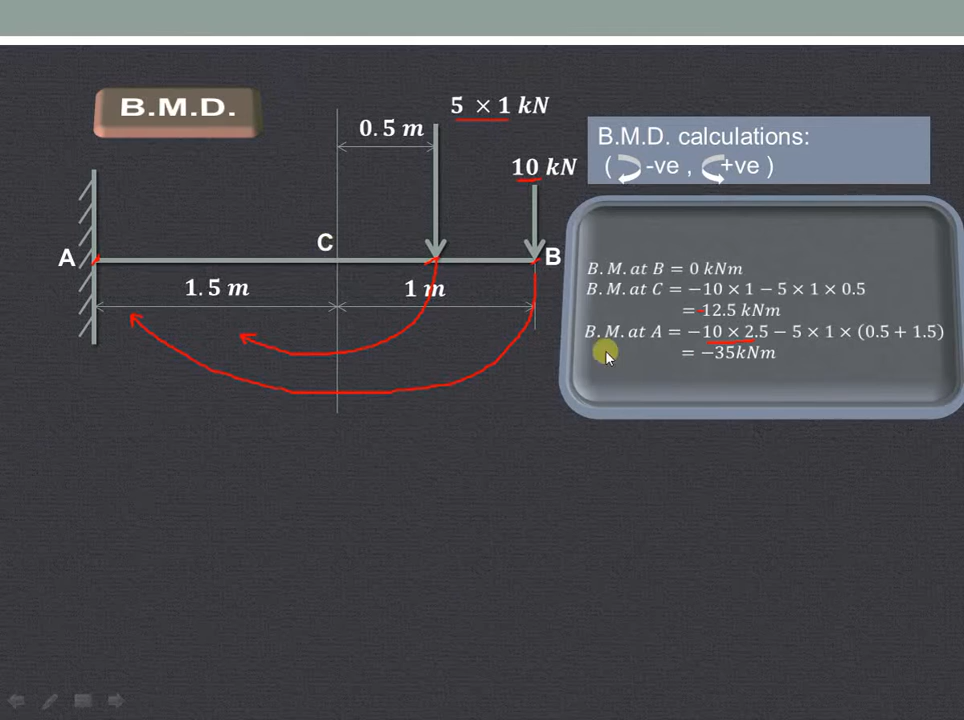 B.M.D.
5 × 1 kN
0.5 m
10 kN
B.M.D. calculations:
( -ve , +ve )
C
A
B
1.5 m
1 m
B.M. at B = 0 kNm
B.M. at C = −10 × 1 − 5 × 1 × 0.5
= -12.5 kNm
B.M. at A = −10 × 2.5 − 5 × 1 × (0.5 + 1.5)
= −35kNm